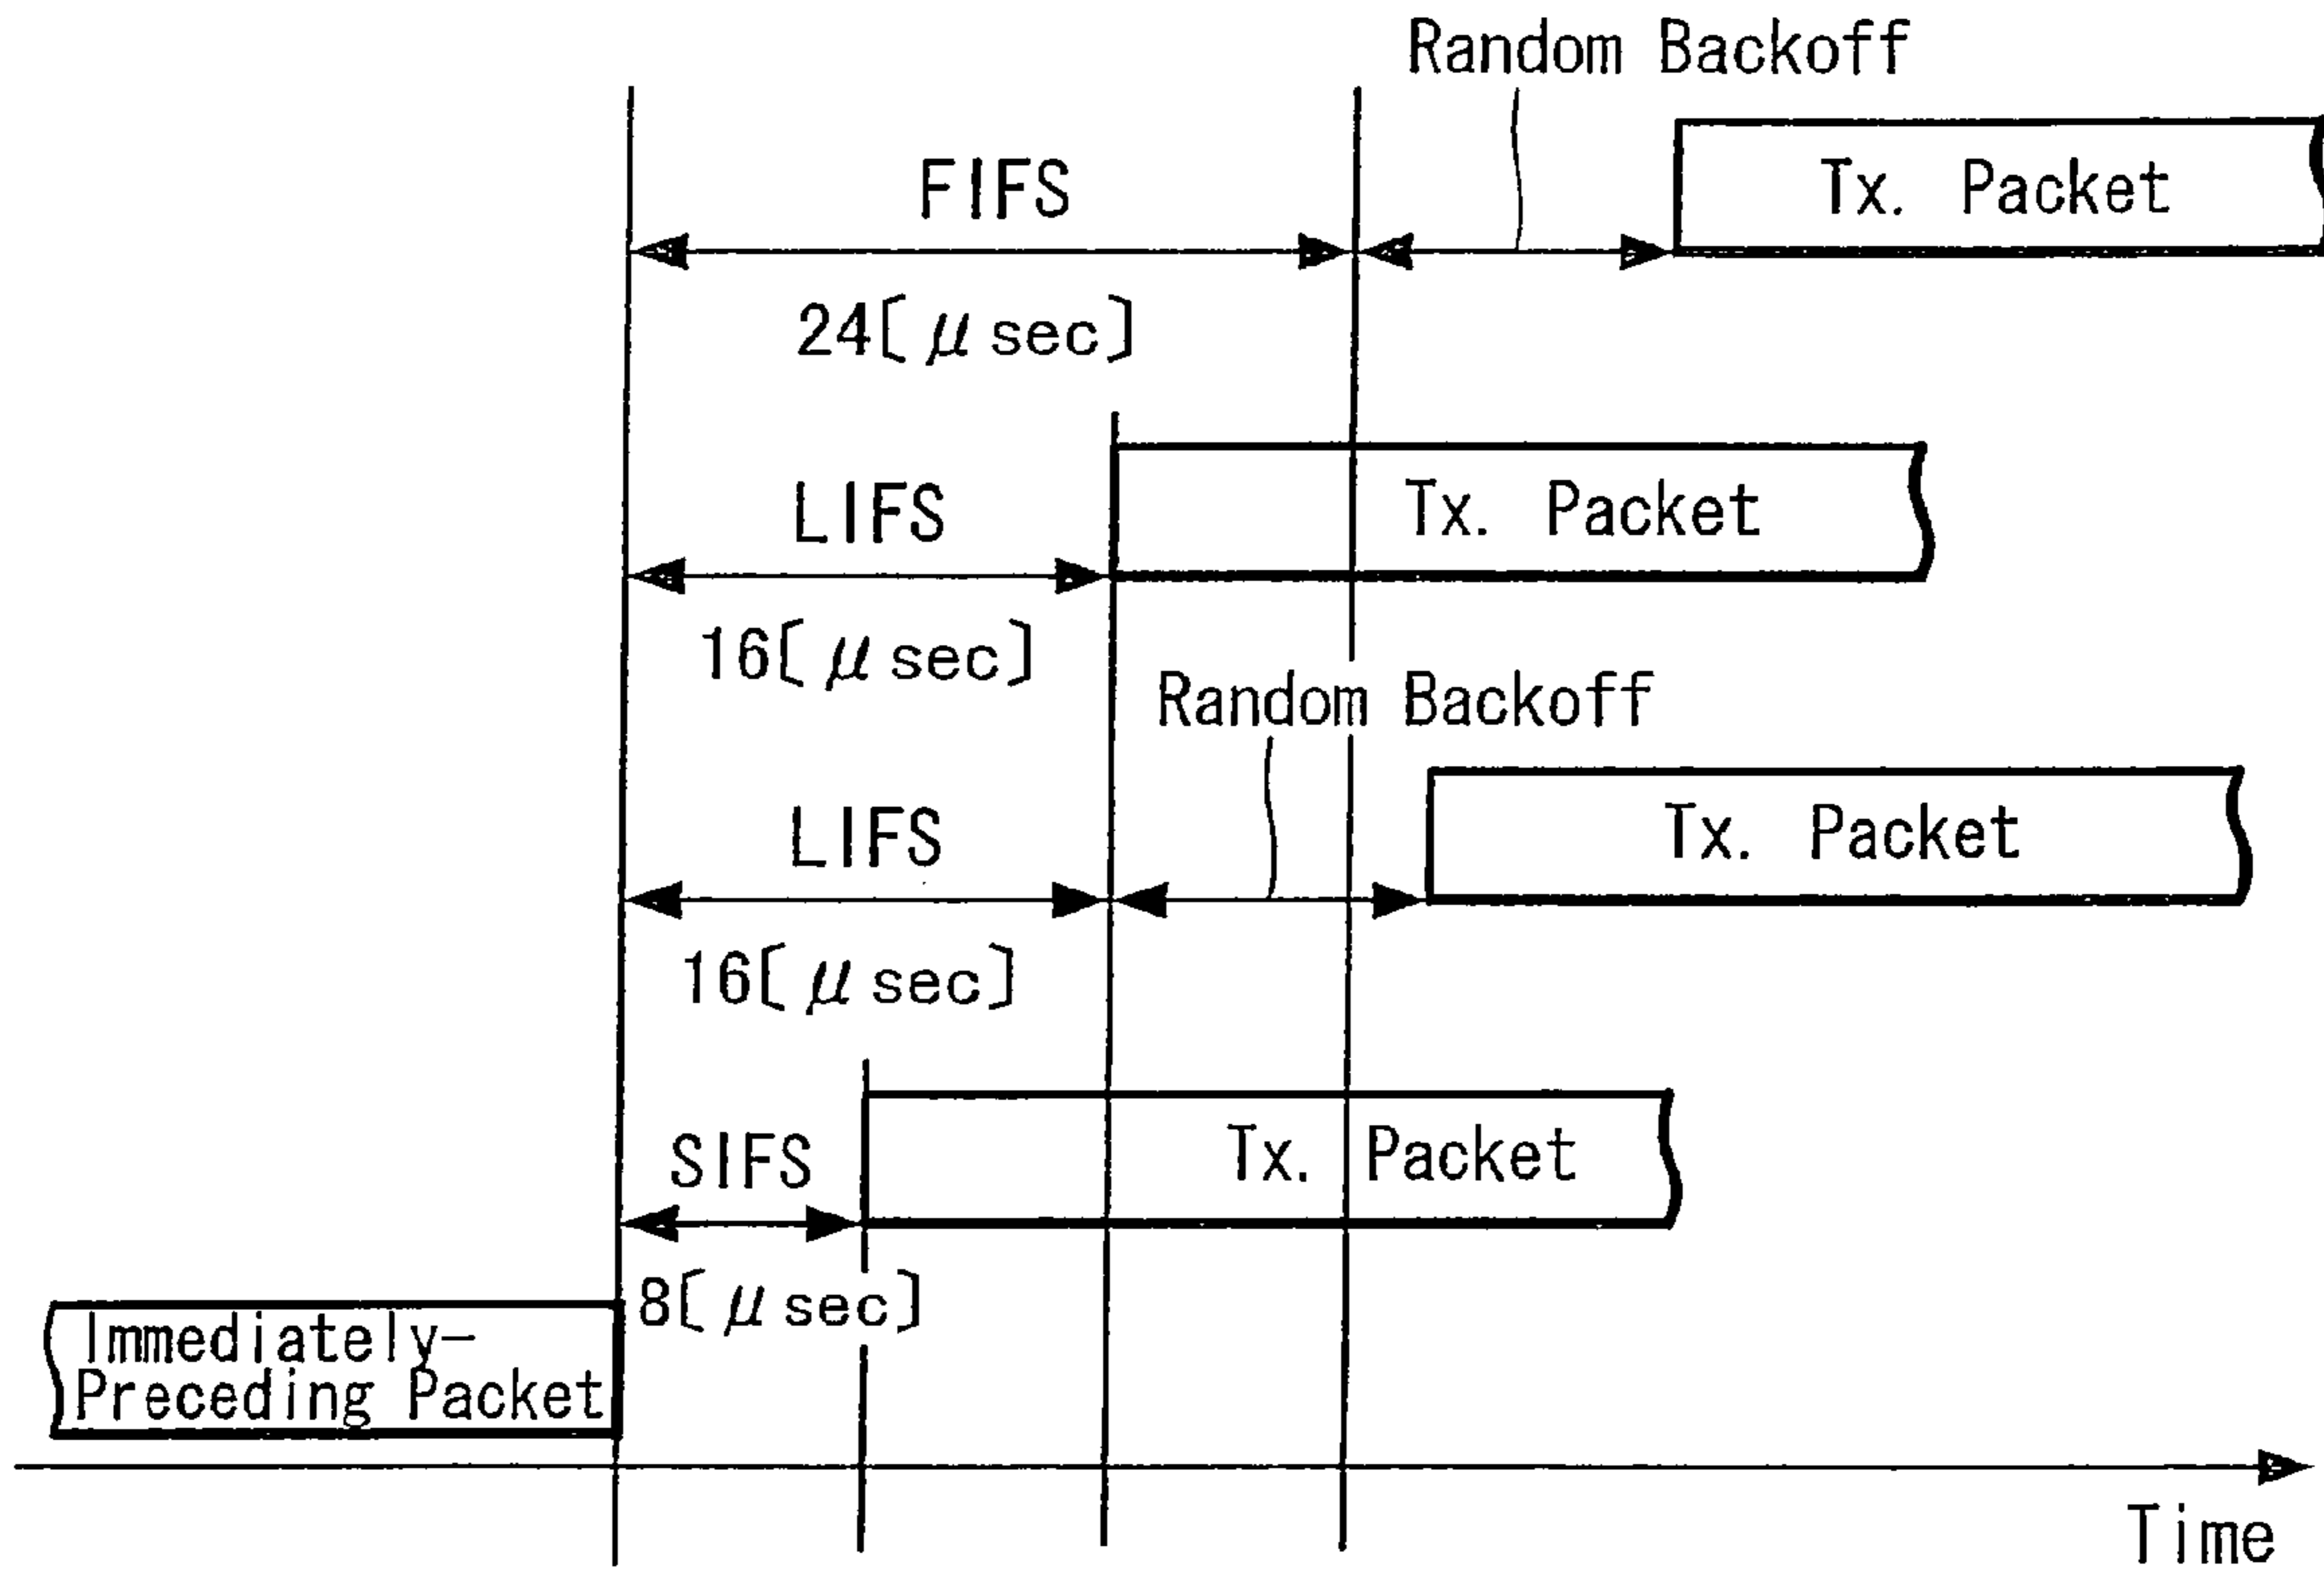 Random Backoff
FIFS
Tx. Packet
24[μsec]
LIFS
Tx. Packet
16[μsec]
Random Backoff
LIFS
Tx. Packet
16[μsec]
SIFS
Tx. Packet
8[μsec]
Immediately-
Preceding Packet
Time